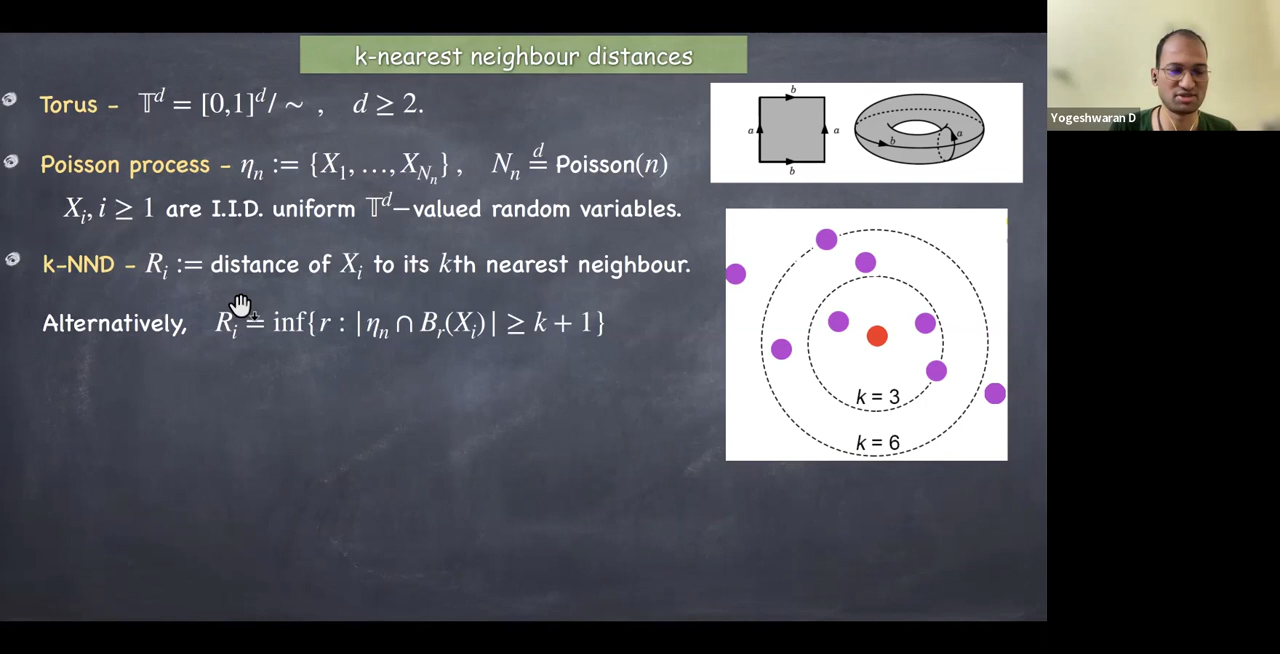 k-nearest neighbour distances
Torus - 𝕋^d = [0,1]^d/ ∼ , d ≥ 2.
Poisson process - η_n := {X_1, …, X_{N_n}} , N_n \overset{d}{=} Poisson(n)
X_i, i ≥ 1 are I.I.D. uniform 𝕋^d–valued random variables.
k-NND - R_i := distance of X_i to its kth nearest neighbour.
Alternatively, R_i = inf{r : |η_n ∩ B_r(X_i)| ≥ k + 1}
b
a
a
b
b
a
k = 3
k = 6
Yogeshwaran D